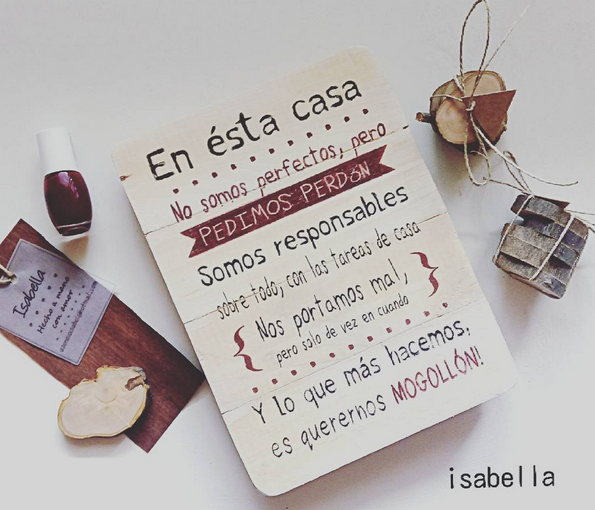 En ésta casa
No somos perfectos, pero
PEDIMOS PERDÓN
Somos responsables
sobre todo, con las tareas de casa
{ Nos portamos mal, }
pero solo de vez en cuando
Y lo que más hacemos,
es querernos MOGOLLÓN!
Isabella
Hecho a mano
con amor
isabella